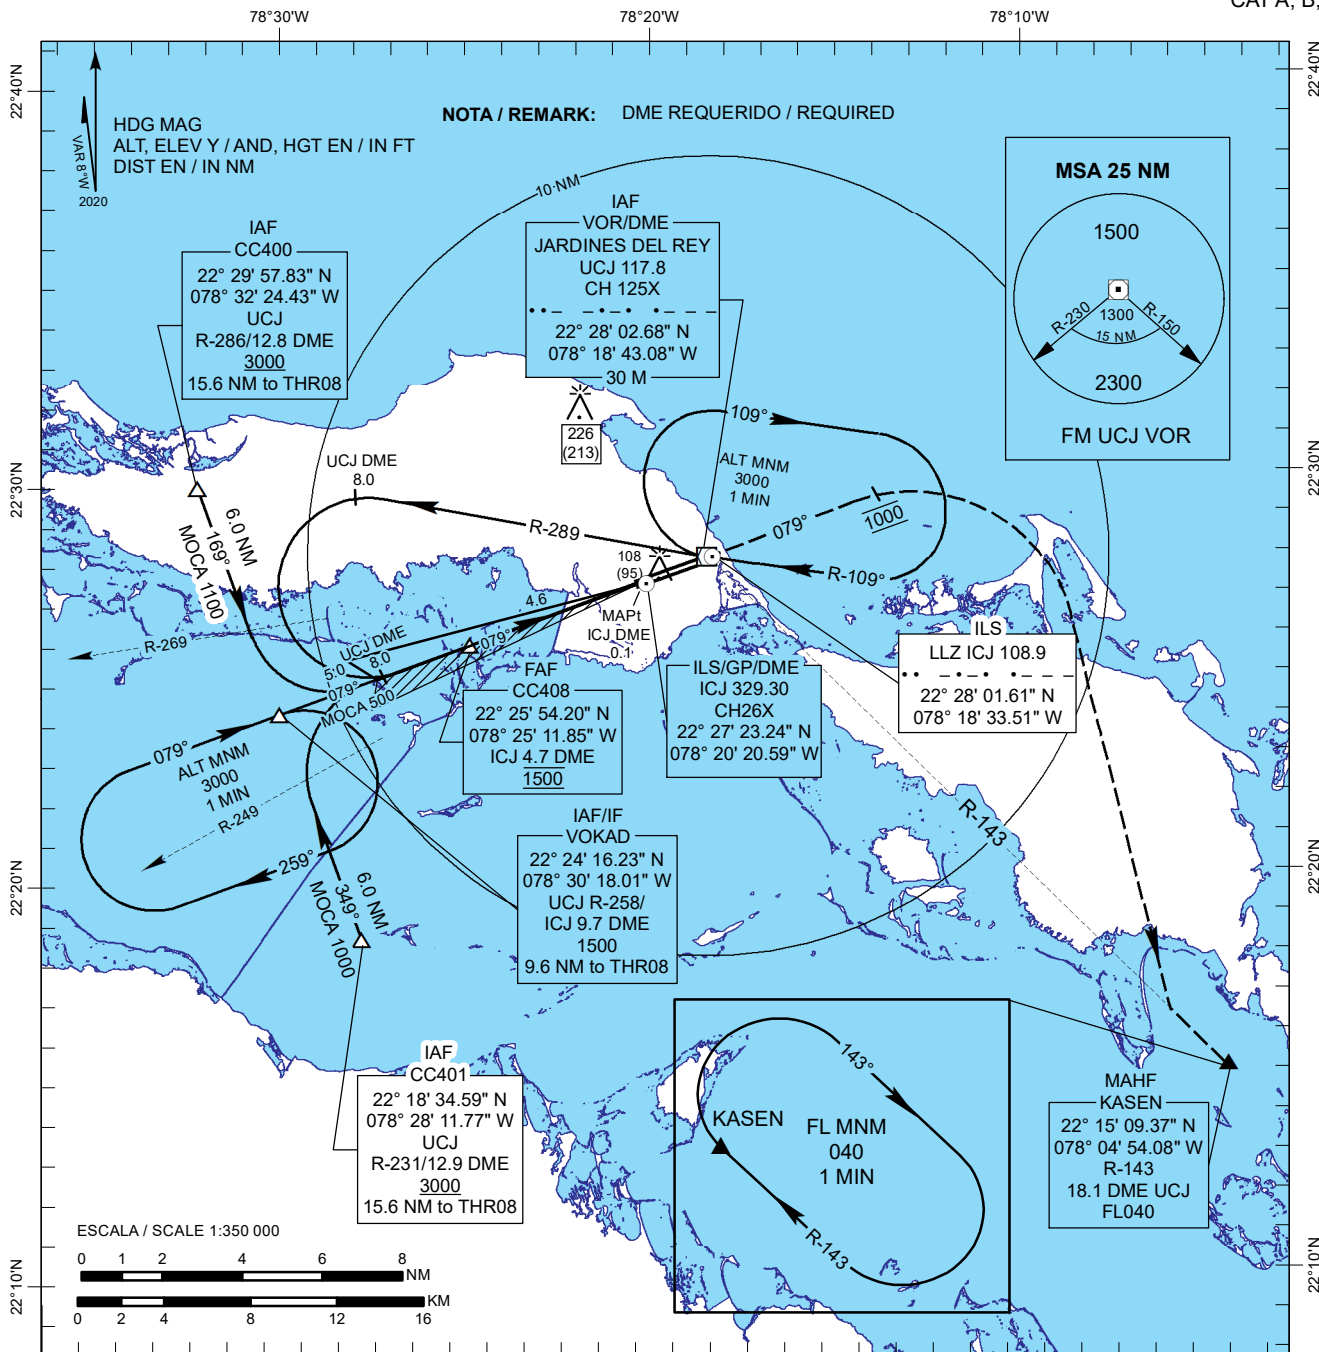 CAT A, B,
78°30'W
78°20'W
78°10'W
22°40'N
22°40'N
VAR 8°W
2020
HDG MAG
ALT, ELEV Y / AND, HGT EN / IN FT
DIST EN / IN NM
NOTA / REMARK: DME REQUERIDO / REQUIRED
MSA 25 NM
1500
R-230
1300
15 NM
R-150
2300
FM UCJ VOR
10 NM
IAF
CC400
22° 29' 57.83" N
078° 32' 24.43" W
UCJ
R-286/12.8 DME
3000
15.6 NM to THR08
IAF
VOR/DME
JARDINES DEL REY
UCJ 117.8
CH 125X
22° 28' 02.68" N
078° 18' 43.08" W
30 M
226
(213)
109°
ALT MNM
3000
1 MIN
079°
1000
R-109°
22°30'N
22°30'N
UCJ DME
8.0
R-289
6.0 NM
169°
MOCA 1100
108
(95)
MAPt
ICJ DME
0.1
4.6
079°
R-269
UCJ DME
5.0
8.0
079°
MOCA 500
FAF
CC408
22° 25' 54.20" N
078° 25' 11.85" W
ICJ 4.7 DME
1500
ILS/GP/DME
ICJ 329.30
CH26X
22° 27' 23.24" N
078° 20' 20.59" W
ILS
LLZ ICJ 108.9
22° 28' 01.61" N
078° 18' 33.51" W
079°
ALT MNM
3000
1 MIN
R-249
259°
IAF/IF
VOKAD
22° 24' 16.23" N
078° 30' 18.01" W
UCJ R-258/
ICJ 9.7 DME
1500
9.6 NM to THR08
R-143
22°20'N
22°20'N
6.0 NM
349°
MOCA 1000
IAF
CC401
22° 18' 34.59" N
078° 28' 11.77" W
UCJ
R-231/12.9 DME
3000
15.6 NM to THR08
143°
KASEN
FL MNM
040
1 MIN
R-143
MAHF
KASEN
22° 15' 09.37" N
078° 04' 54.08" W
R-143
18.1 DME UCJ
FL040
22°10'N
22°10'N
ESCALA / SCALE 1:350 000
0 1 2 4 6 8
NM
KM
0 2 4 8 12 16